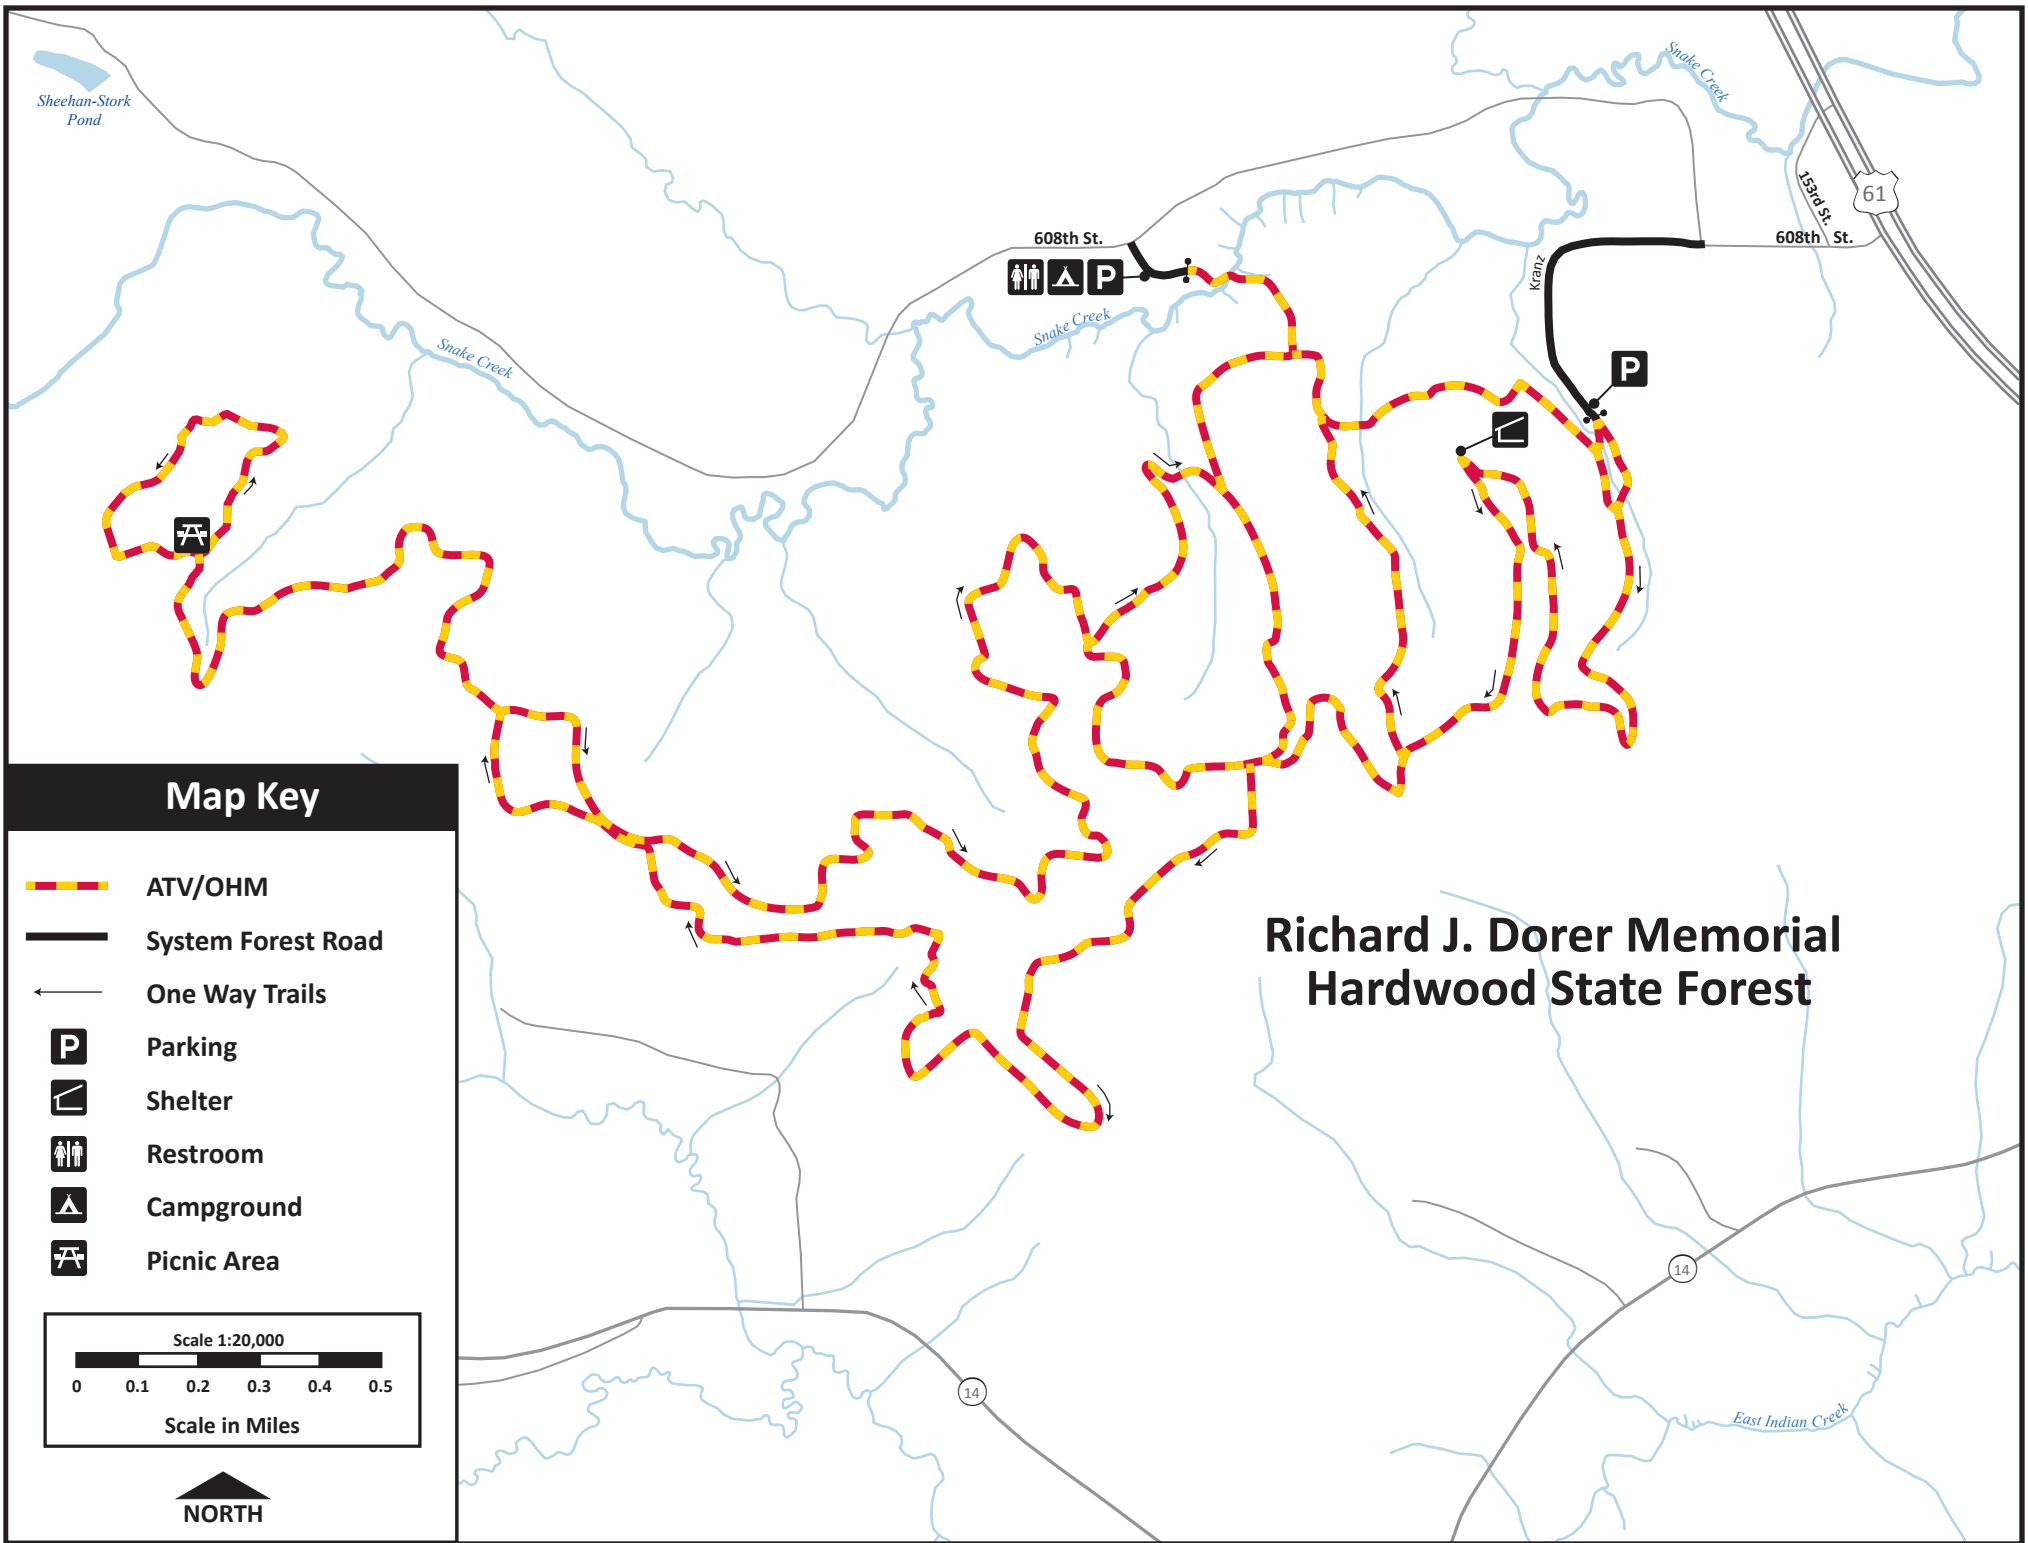 Sheehan-Stork
Pond
Snake Creek
61
153rd St.
608th St.
608th St.
Kranz
P
Snake Creek
P
Snake Creek
Richard J. Dorer Memorial
Hardwood State Forest
14
14
East Indian Creek
Map Key
ATV/OHM
System Forest Road
One Way Trails
P Parking
Shelter
Restroom
Campground
Picnic Area
Scale 1:20,000
0 0.1 0.2 0.3 0.4 0.5
Scale in Miles
NORTH